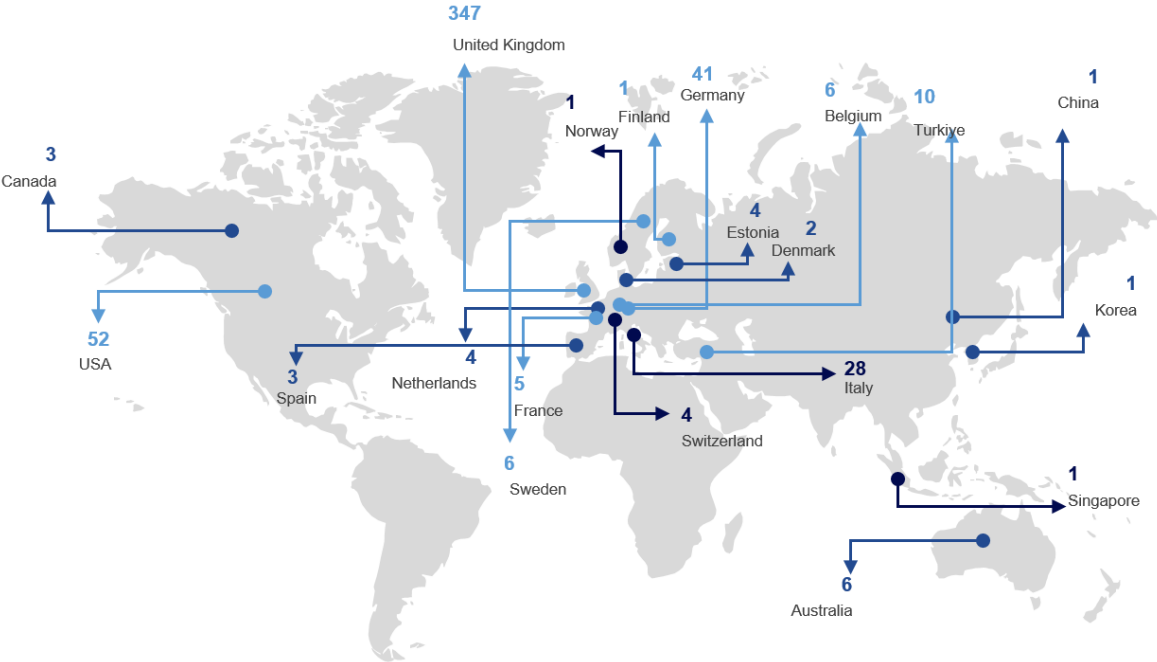 347
United Kingdom
1
Norway
1
Finland
41
Germany
6
Belgium
10
Turkiye
1
China
3
Canada
4
Estonia
2
Denmark
1
Korea
52
USA
3
Spain
4
Netherlands
5
France
28
Italy
4
Switzerland
6
Sweden
1
Singapore
6
Australia